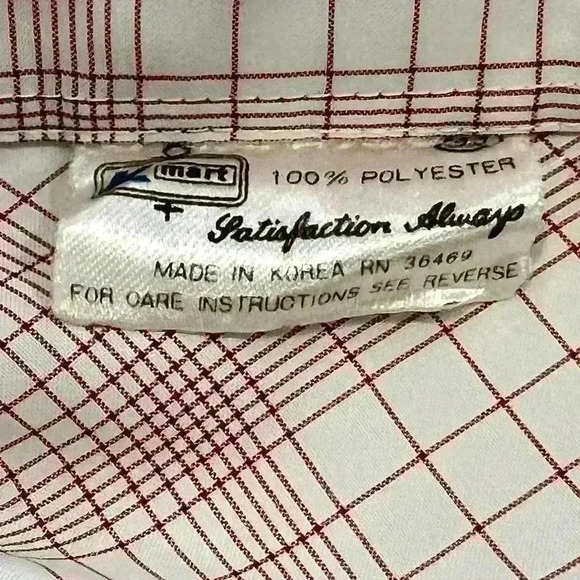 K mart
100% POLYESTER
Satisfaction Always
MADE IN KOREA RN 36469
FOR CARE INSTRUCTIONS SEE REVERSE